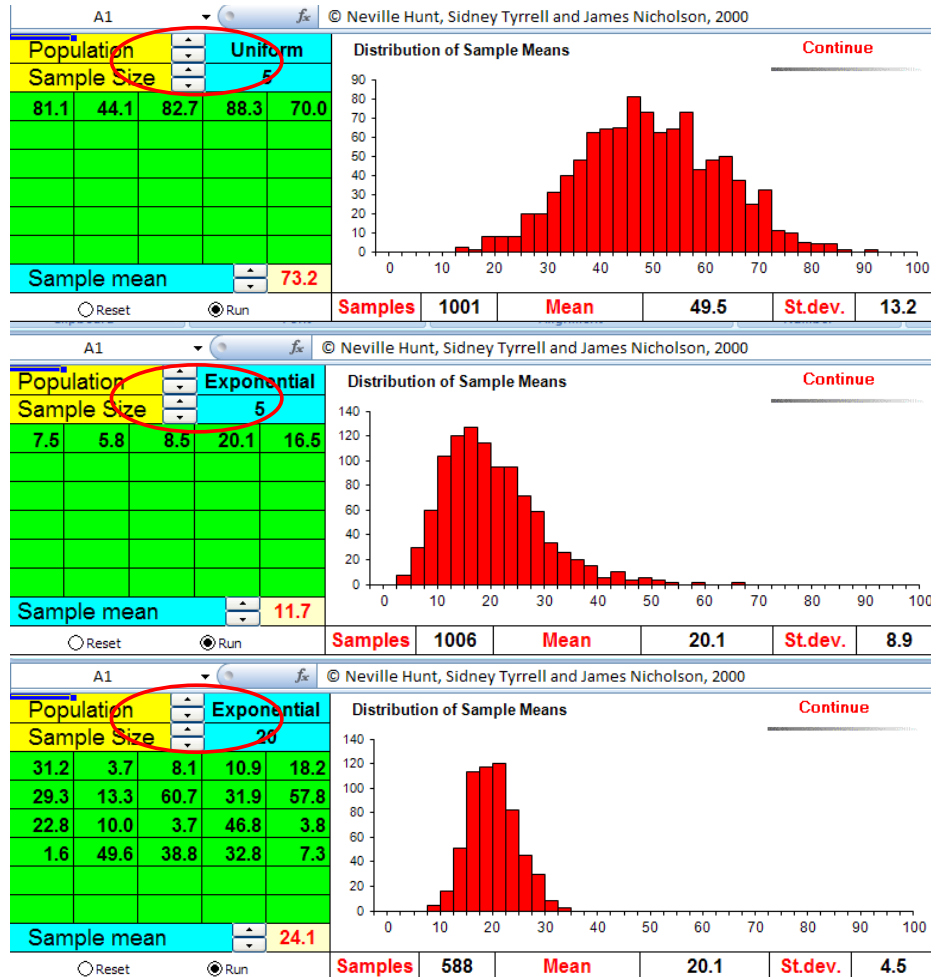 A1 fx © Neville Hunt, Sidney Tyrrell and James Nicholson, 2000
Population Uniform
Sample Size 5
81.1 44.1 82.7 88.3 70.0
Sample mean 73.2
Reset Run
Distribution of Sample Means Continue
90
80
70
60
50
40
30
20
10
0
0 10 20 30 40 50 60 70 80 90 100
Samples 1001 Mean 49.5 St.dev. 13.2
A1 fx © Neville Hunt, Sidney Tyrrell and James Nicholson, 2000
Population Exponential
Sample Size 5
7.5 5.8 8.5 20.1 16.5
Sample mean 11.7
Reset Run
Distribution of Sample Means Continue
140
120
100
80
60
40
20
0
0 10 20 30 40 50 60 70 80 90 100
Samples 1006 Mean 20.1 St.dev. 8.9
A1 fx © Neville Hunt, Sidney Tyrrell and James Nicholson, 2000
Population Exponential
Sample Size 20
31.2 3.7 8.1 10.9 18.2
29.3 13.3 60.7 31.9 57.8
22.8 10.0 3.7 46.8 3.8
1.6 49.6 38.8 32.8 7.3
Sample mean 24.1
Reset Run
Distribution of Sample Means Continue
140
120
100
80
60
40
20
0
0 10 20 30 40 50 60 70 80 90 100
Samples 588 Mean 20.1 St.dev. 4.5